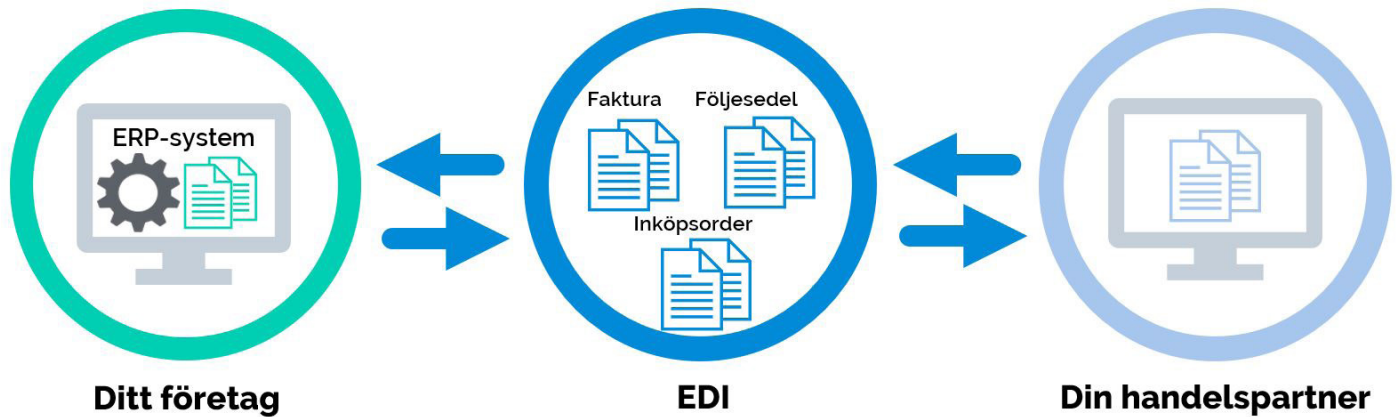 ERP-system
Faktura
Följesedel
Inköpsorder
Ditt företag
EDI
Din handelspartner